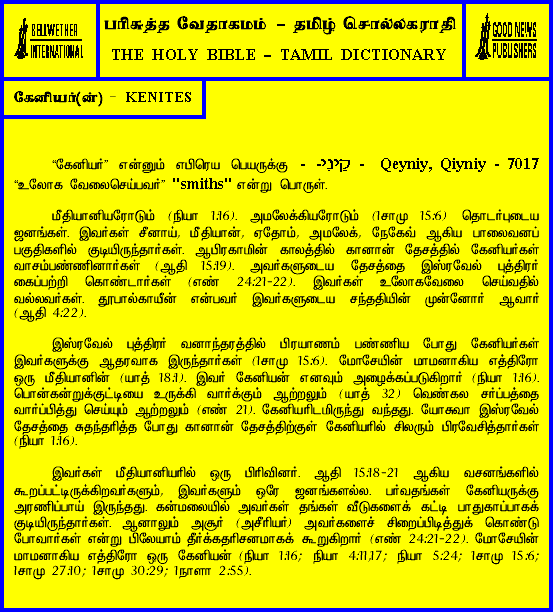 BELLWETHER
INTERNATIONAL
பரிசுத்த வேதாகமம் – தமிழ் சொல்லகராதி
THE HOLY BIBLE – TAMIL DICTIONARY
GOOD NEWS
PUBLISHERS
கேனியர்(ன்) – KENITES
“கேனியர்” என்னும் எபிரெய பெயருக்கு - -קֵינִי - Qeyniy, Qiyniy - 7017
“உலோக வேலைசெய்பவர்” "smiths" என்று பொருள்.
மீதியானியரோடும் (நியா 1:16). அமலேக்கியரோடும் (1சாமு 15:6) தொடர்புடைய
ஜனங்கள். இவர்கள் சீனாய், மீதியான், ஏதோம், அமலேக், நேகேவ் ஆகிய பாலைவனப்
பகுதிகளில் குடியிருந்தார்கள். ஆபிரகாமின் காலத்தில் கானான் தேசத்தில் கேனியர்கள்
வாசம்பண்ணினார்கள் (ஆதி 15:19). அவர்களுடைய தேசத்தை இஸ்ரவேல் புத்திரர்
கைப்பற்றி கொண்டார்கள் (எண் 24:21-22). இவர்கள் உலோகவேலை செய்வதில்
வல்லவர்கள். தூபால்காயீன் என்பவர் இவர்களுடைய சந்ததியின் முன்னோர் ஆவார்
(ஆதி 4:22).
இஸ்ரவேல் புத்திரர் வனாந்தரத்தில் பிரயாணம் பண்ணிய போது கேனியர்கள்
இவர்களுக்கு ஆதரவாக இருந்தார்கள் (1சாமு 15:6). மோசேயின் மாமனாகிய எத்திரோ
ஒரு மீதியானின் (யாத் 18:1). இவர் கேனியன் எனவும் அழைக்கப்படுகிறார் (நியா 1:16).
பொன்கன்றுக்குட்டியை உருக்கி வார்க்கும் ஆற்றலும் (யாத் 32) வெண்கல சர்ப்பத்தை
வார்ப்பித்து செய்யும் ஆற்றலும் (எண் 21). கேனியரிடமிருந்து வந்தது. யோசுவா இஸ்ரவேல்
தேசத்தை சுதந்தரித்த போது கானான் தேசத்திற்குள் கேனியரில் சிலரும் பிரவேசித்தார்கள்
(நியா 1:16).
இவர்கள் மீதியானியரில் ஒரு பிரிவினர். ஆதி 15:18-21 ஆகிய வசனங்களில்
கூறப்பட்டிருக்கிறவர்களும், இவர்களும் ஒரே ஜனங்களல்ல. பர்வதங்கள் கேனியருக்கு
அரணிப்பாய் இருந்தது. கன்மலையில் அவர்கள் தங்கள் வீடுகளைக் கட்டி பாதுகாப்பாகக்
குடியிருந்தார்கள். ஆனாலும் அசூர் (அசீரியர்) அவர்களைச் சிறைப்பிடித்துக் கொண்டு
போவார்கள் என்று பிலேயாம் தீர்க்கதரிசனமாகக் கூறுகிறார் (எண் 24:21-22). மோசேயின்
மாமனாகிய எத்திரோ ஒரு கேனியன் (நியா 1:16; நியா 4:11,17; நியா 5:24; 1சாமு 15:6;
1சாமு 27:10; 1சாமு 30:29; 1நாளா 2:55).